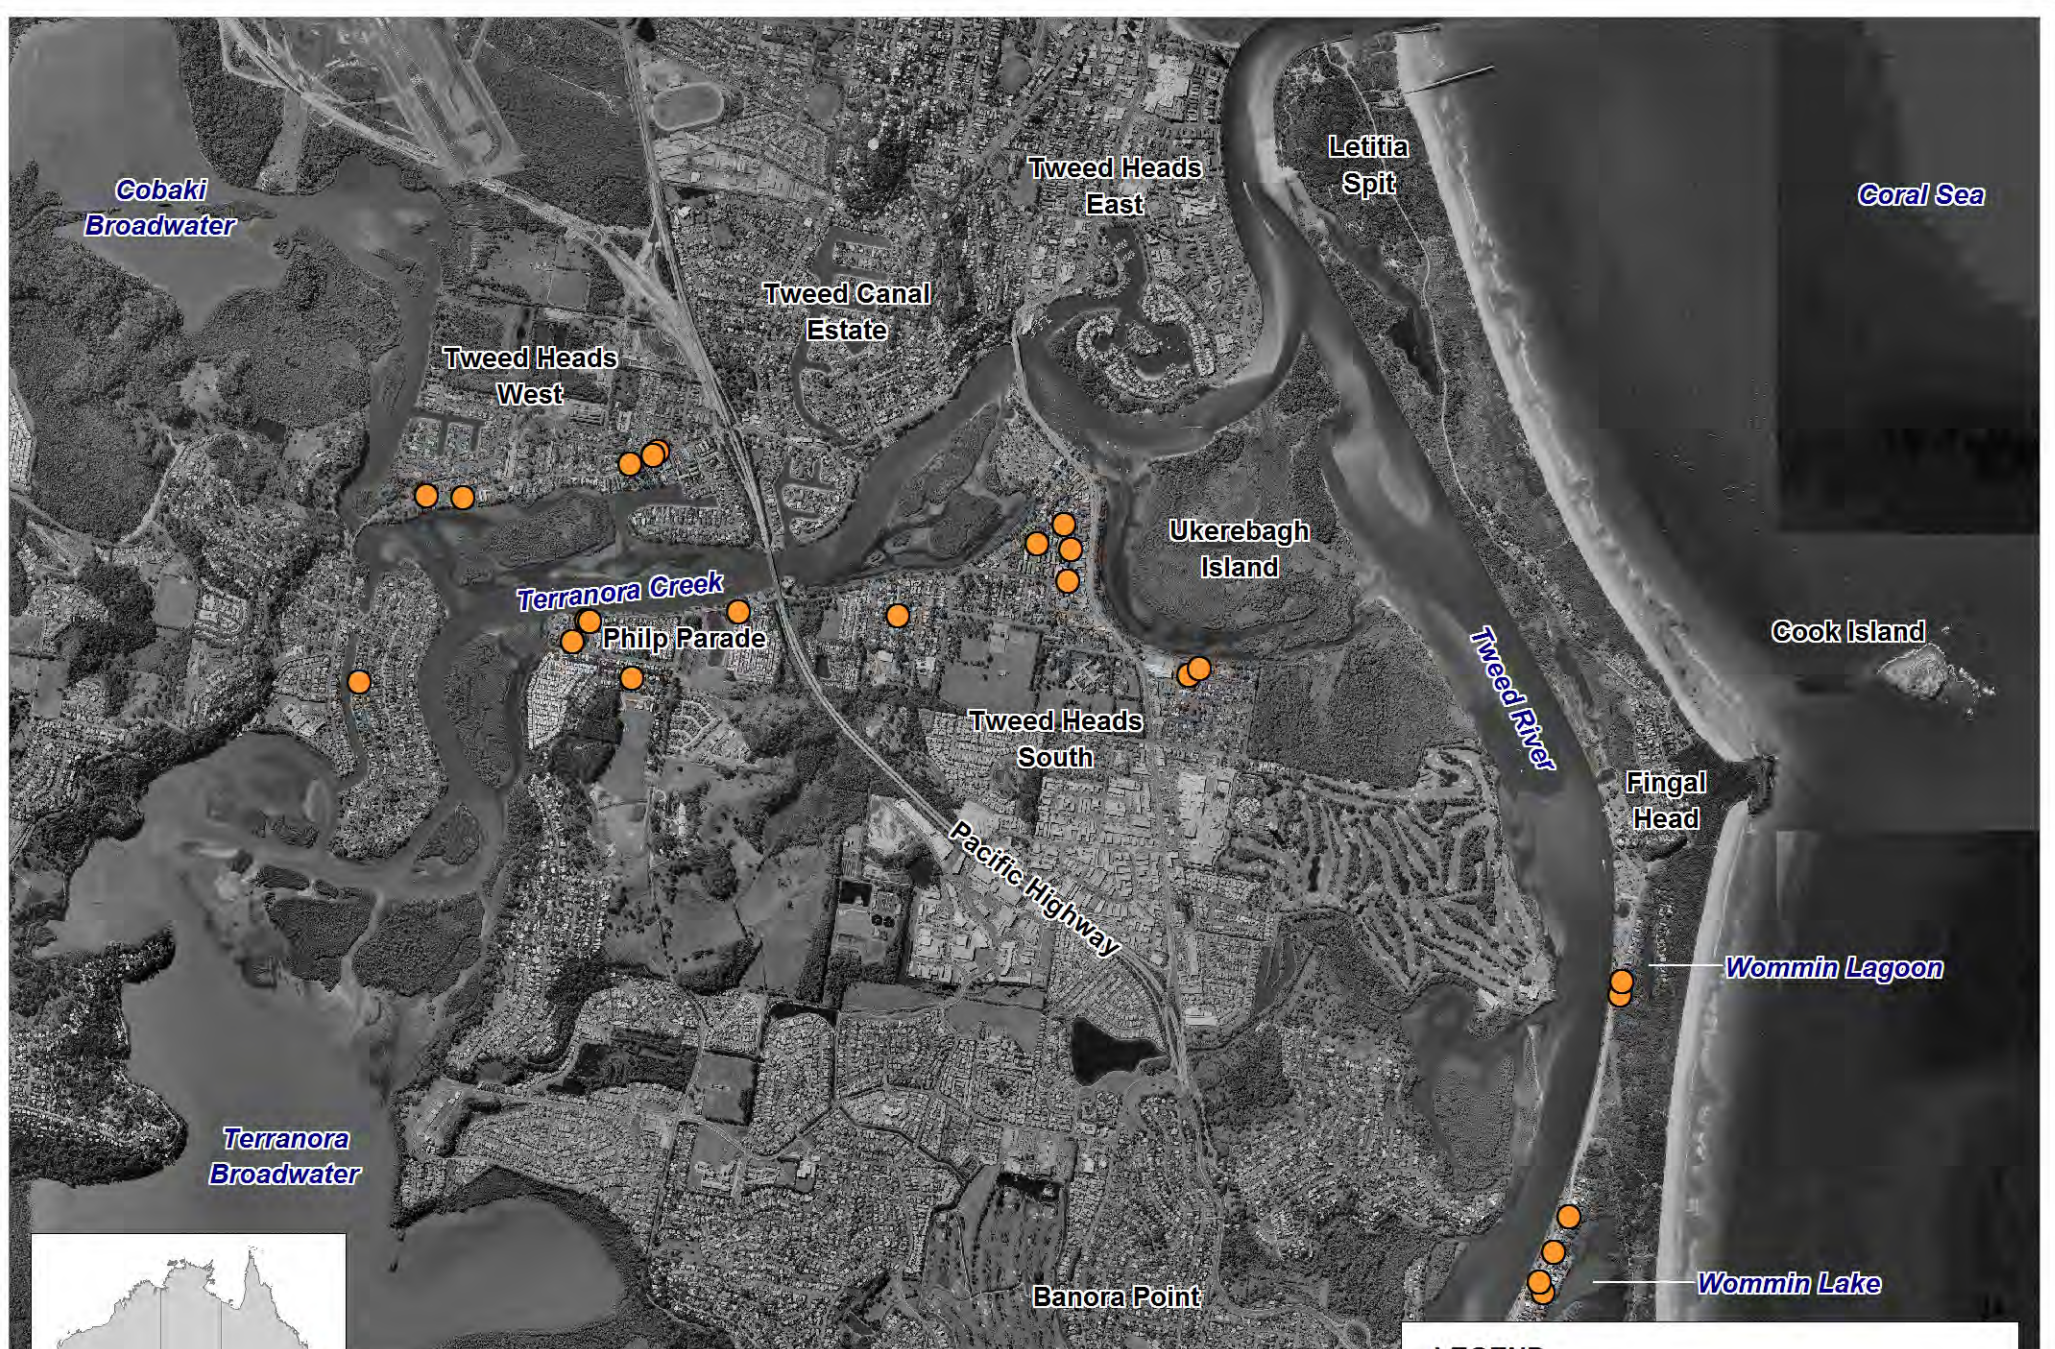 Letitia
Spit
Tweed Heads
East
Coral Sea
Cobaki
Broadwater
Tweed Canal
Estate
Tweed Heads
West
Ukerebagh
Island
Terranora Creek
Philp Parade
Cook Island
Tweed River
Tweed Heads
South
Fingal
Head
Pacific Highway
Wommin Lagoon
Terranora
Broadwater
Banora Point
Wommin Lake
LEGEND